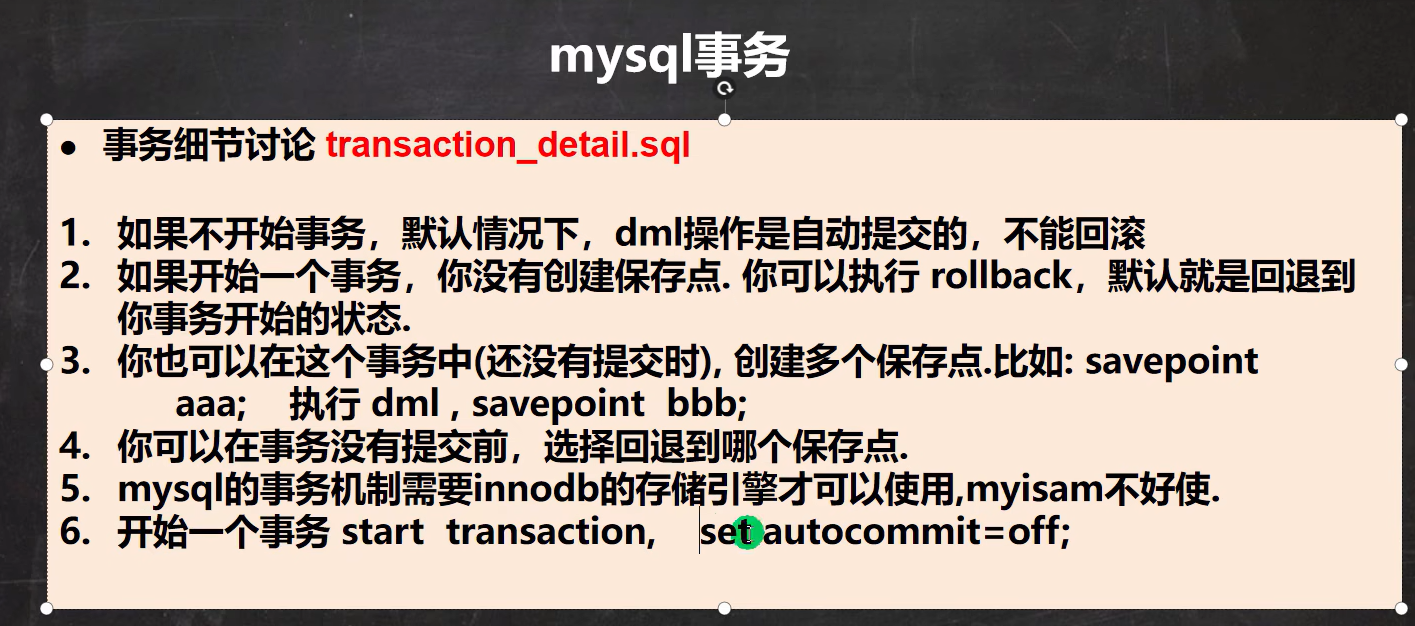 mysql事务
● 事务细节讨论 transaction_detail.sql
1. 如果不开始事务，默认情况下，dml操作是自动提交的，不能回滚
2. 如果开始一个事务，你没有创建保存点. 你可以执行 rollback，默认就是回退到
你事务开始的状态.
3. 你也可以在这个事务中(还没有提交时), 创建多个保存点.比如: savepoint
aaa; 执行 dml , savepoint bbb;
4. 你可以在事务没有提交前，选择回退到哪个保存点.
5. mysql的事务机制需要innodb的存储引擎才可以使用,myisam不好使.
6. 开始一个事务 start transaction, set autocommit=off;